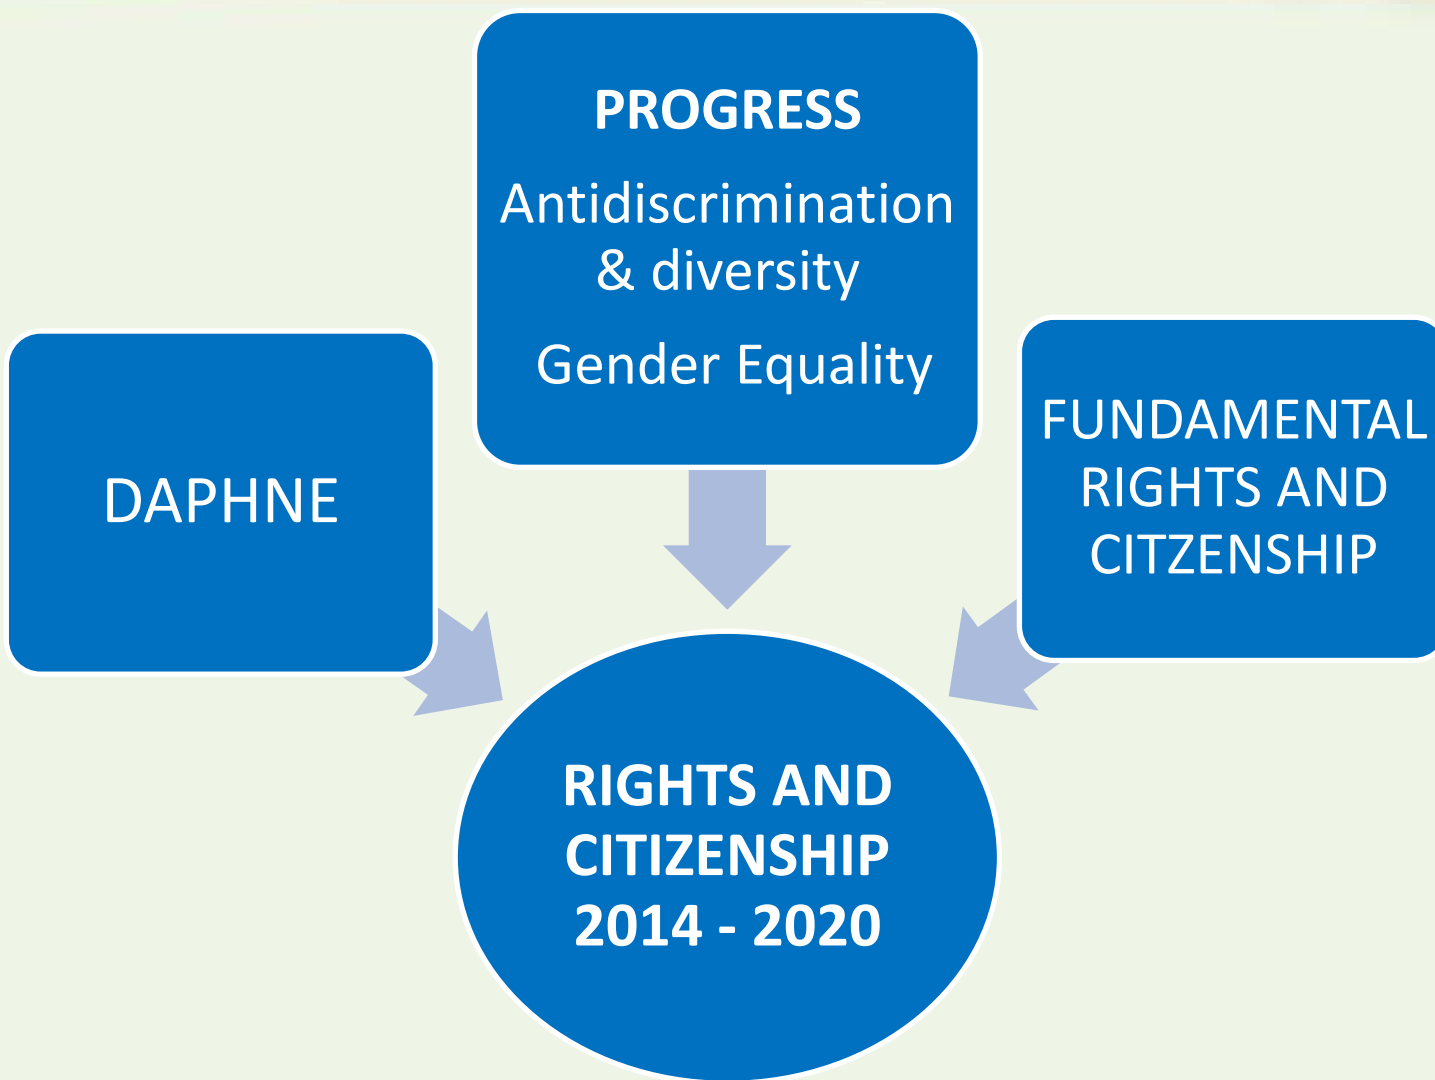 PROGRESS
Antidiscrimination
& diversity
Gender Equality
DAPHNE
FUNDAMENTAL
RIGHTS AND
CITZENSHIP
RIGHTS AND
CITIZENSHIP
2014 - 2020